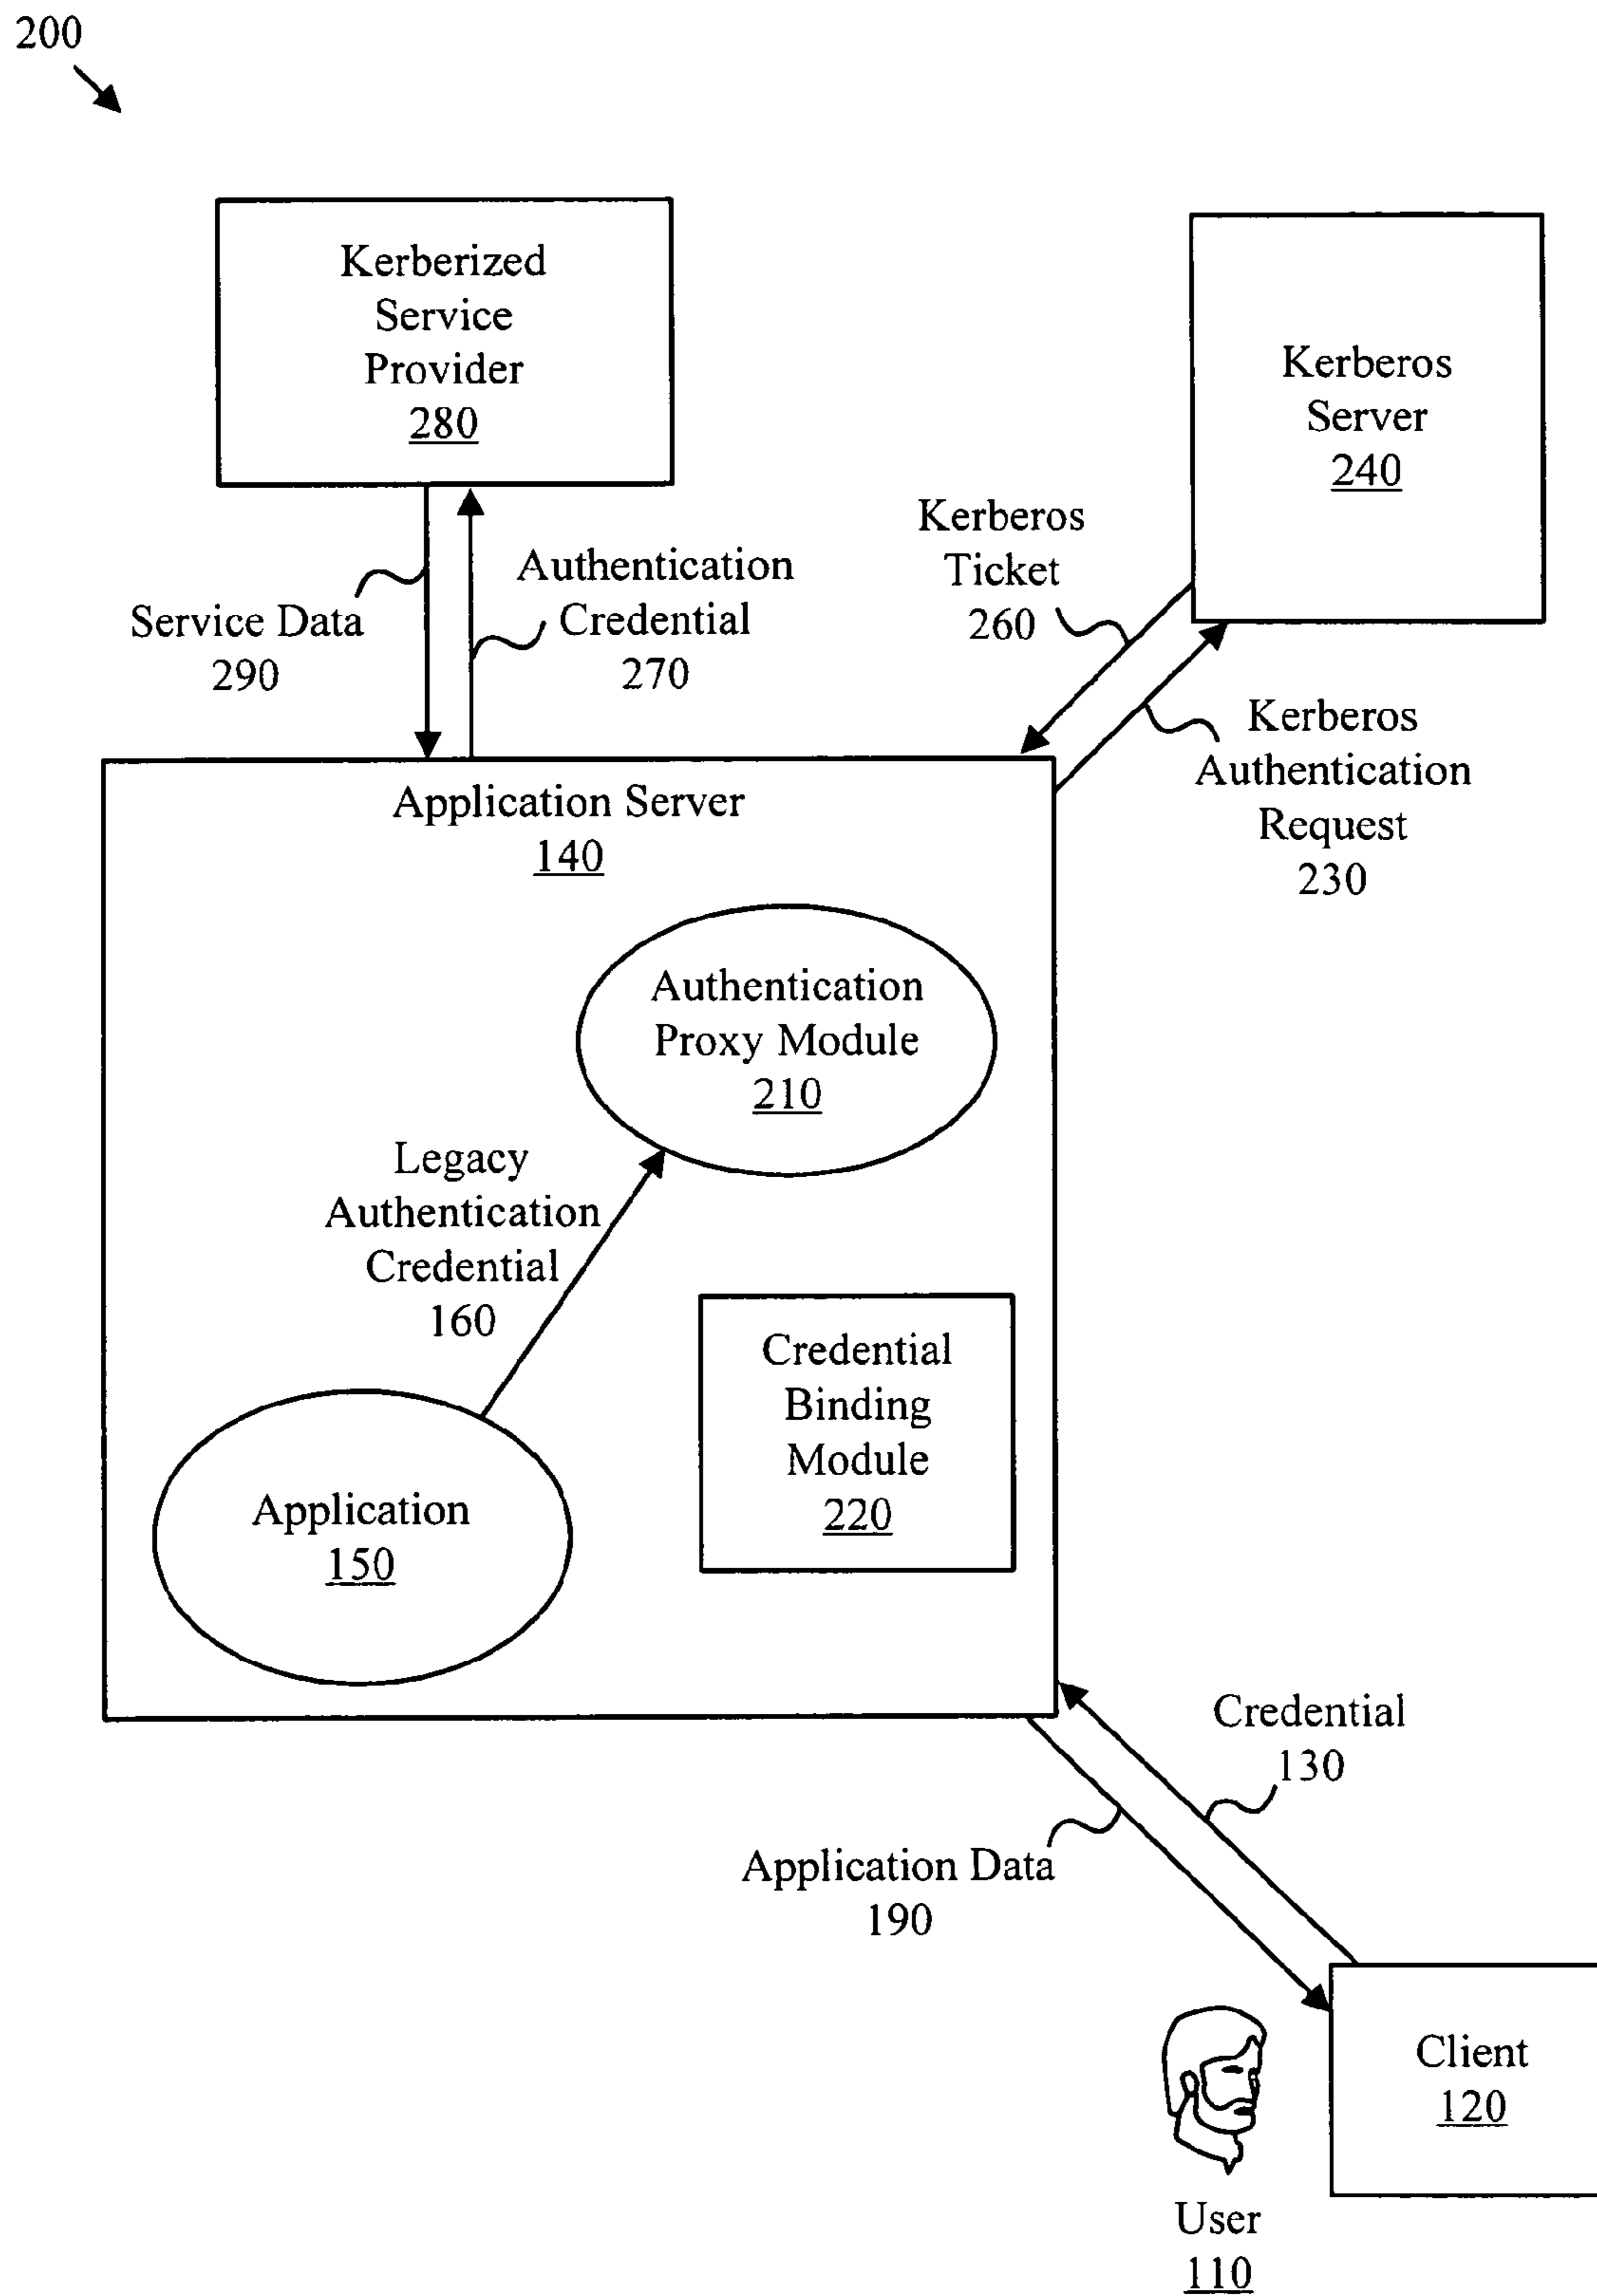 200
Kerberized
Service
Provider
280
Kerberos
Server
240
Service Data
290
Authentication
Credential
270
Kerberos
Ticket
260
Kerberos
Authentication
Request
230
Application Server
140
Authentication
Proxy Module
210
Legacy
Authentication
Credential
160
Credential
Binding
Module
220
Application
150
Credential
130
Application Data
190
Client
120
User
110